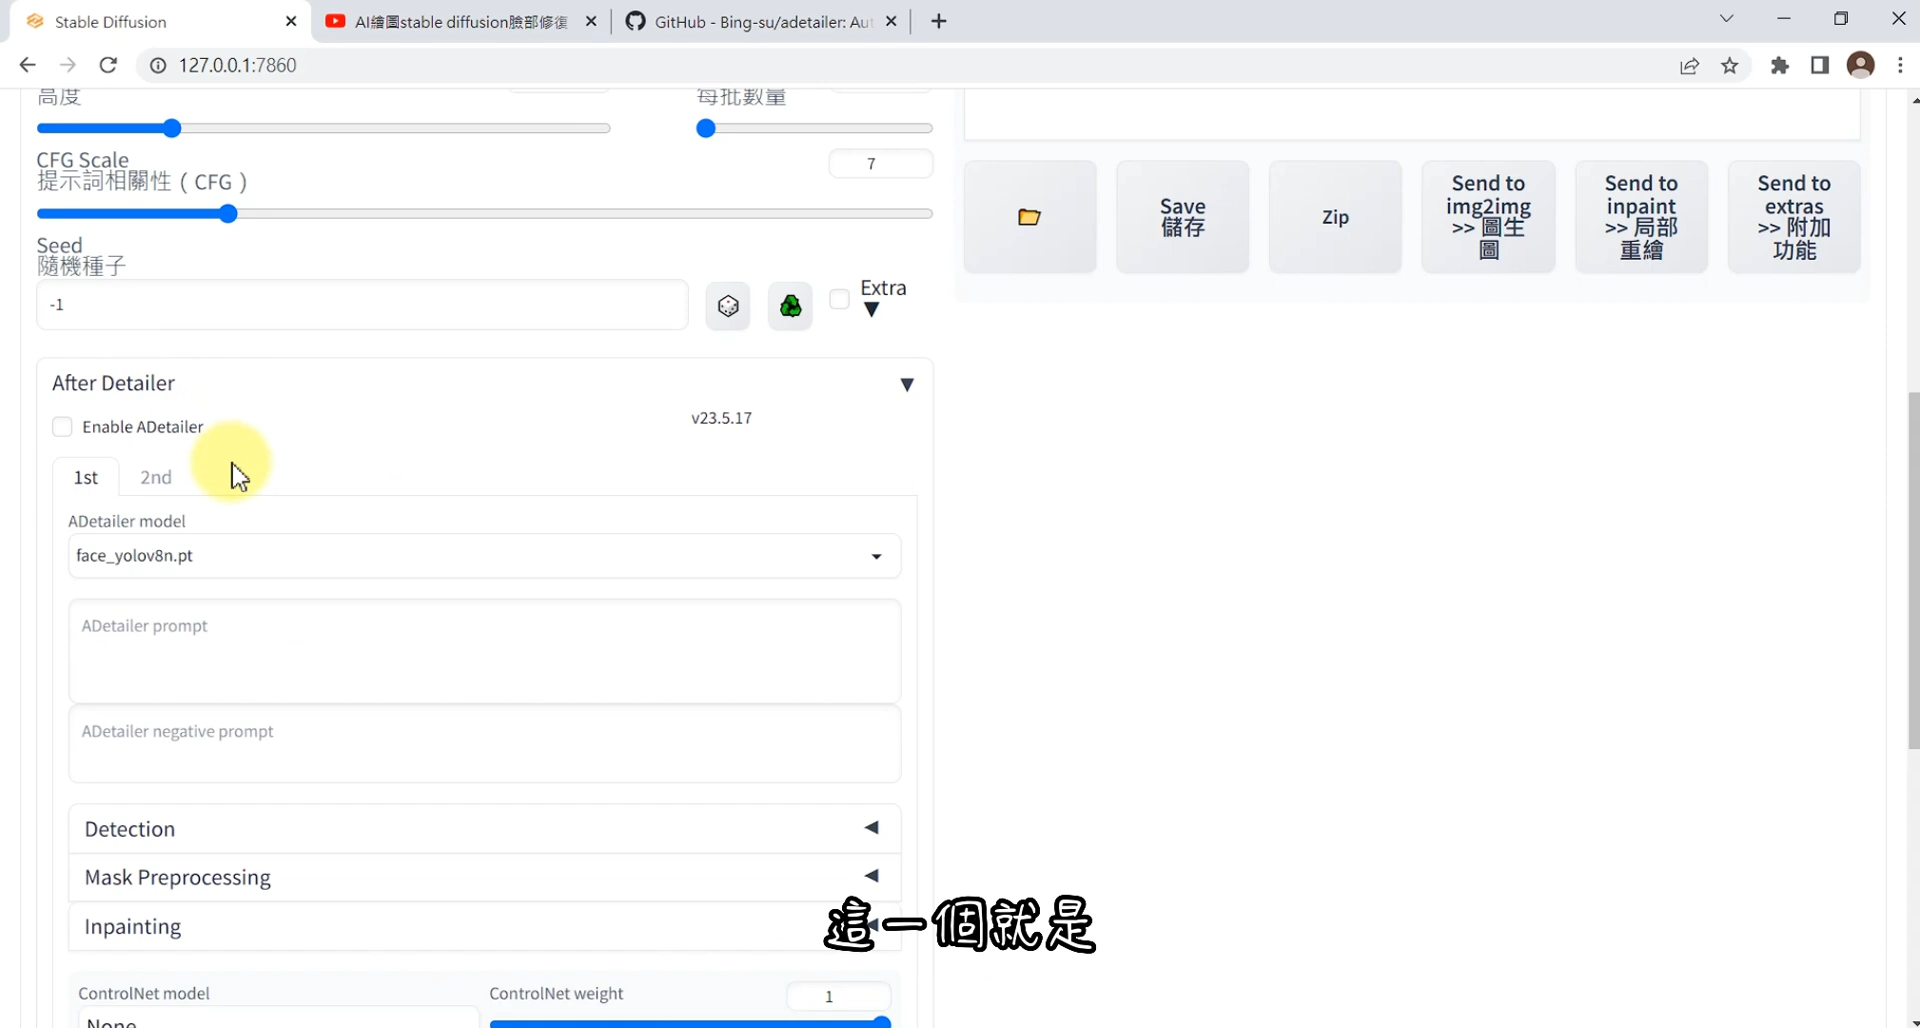 Stable Diffusion
AI繪圖stable diffusion臉部修復
GitHub - Bing-su/adetailer: Aut
127.0.0.1:7860
高度
每批數量
CFG Scale
提示詞相關性 ( CFG )
7
Seed
隨機種子
-1
Extra
Save
儲存
Zip
Send to
img2img
>> 圖生
圖
Send to
inpaint
>> 局部
重繪
Send to
extras
>> 附加
功能
After Detailer
Enable ADetailer
v23.5.17
1st
2nd
ADetailer model
face_yolov8n.pt
ADetailer prompt
ADetailer negative prompt
Detection
Mask Preprocessing
Inpainting
這一個就是
ControlNet model
None
ControlNet weight
1